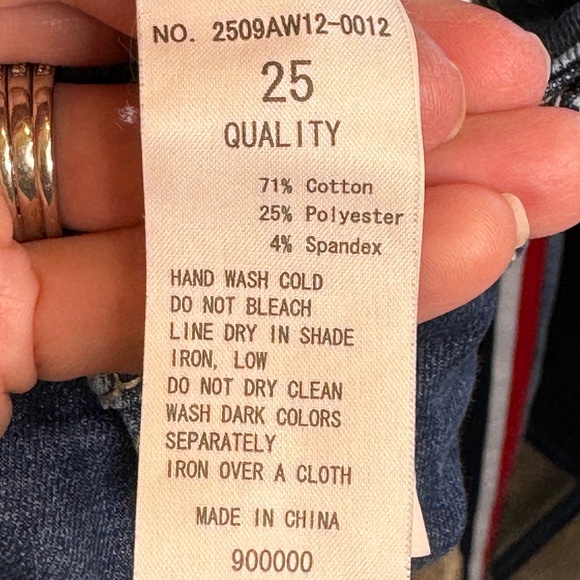 NO. 2509AW12-0012
25
QUALITY
71% Cotton
25% Polyester
4% Spandex
HAND WASH COLD
DO NOT BLEACH
LINE DRY IN SHADE
IRON, LOW
DO NOT DRY CLEAN
WASH DARK COLORS
SEPARATELY
IRON OVER A CLOTH
MADE IN CHINA
900000